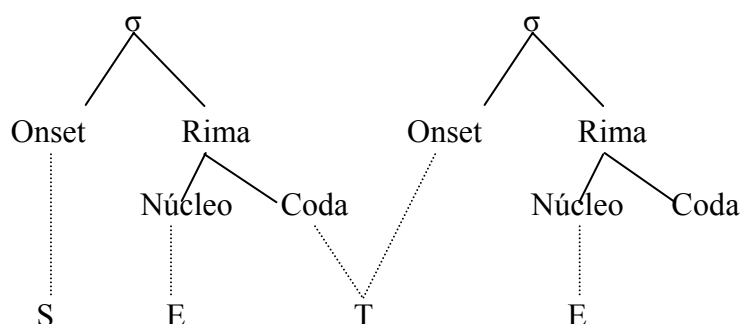 σ σ
Onset Rima Onset Rima
Núcleo Coda Núcleo Coda
S E T E